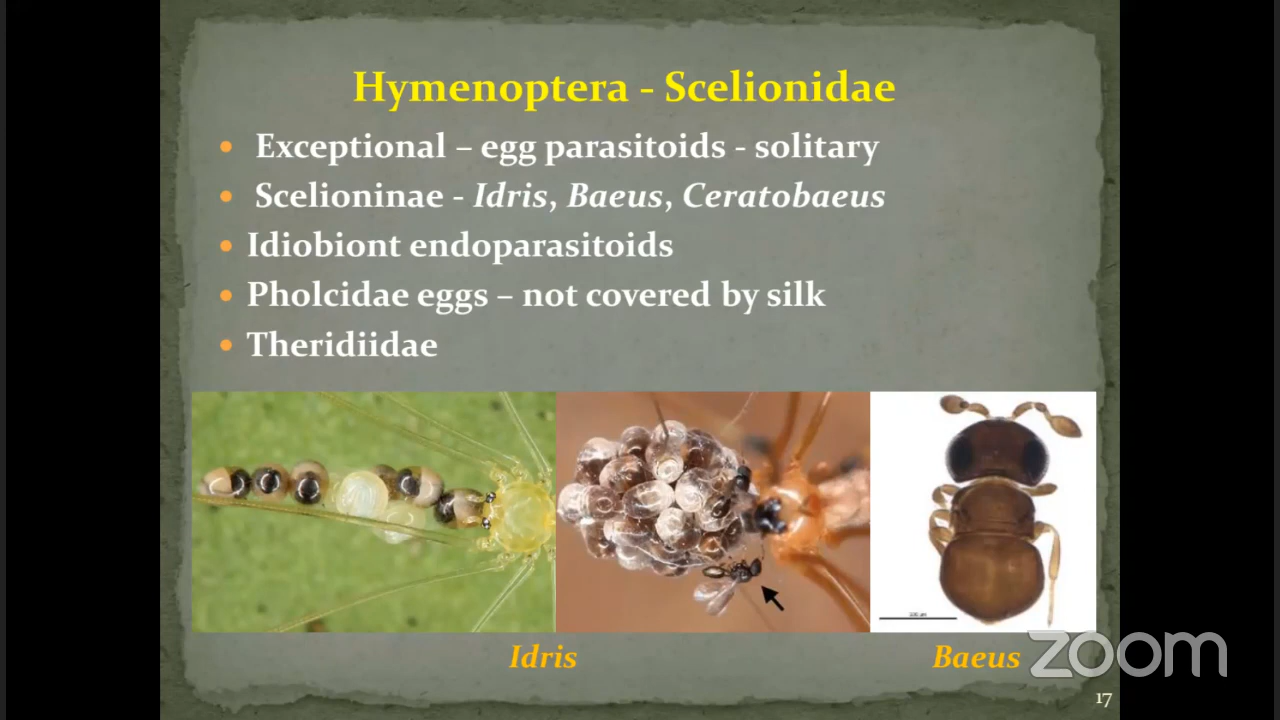 Hymenoptera - Scelionidae
• Exceptional – egg parasitoids - solitary
• Scelioninae - Idris, Baeus, Ceratobaeus
• Idiobiont endoparasitoids
• Pholcidae eggs – not covered by silk
• Theridiidae
Idris
Baeus
zoom
17